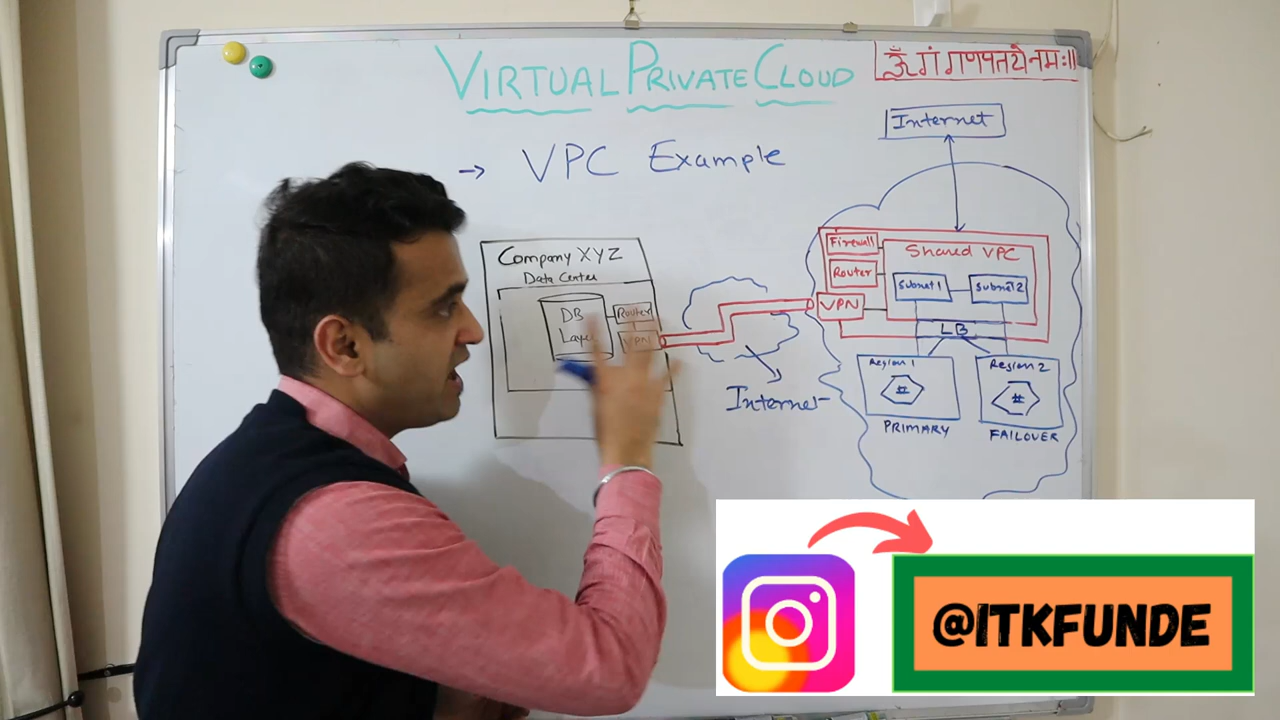 VIRTUAL PRIVATE CLOUD
ॐ गं गणपतये नमः॥
→ VPC Example
Internet
Company XYZ
Data Center
DB
Layer
Router
VPN
Internet
Firewall
Router
VPN
Shared VPC
Subnet 1
Subnet 2
LB
Region 1
#
PRIMARY
Region 2
#
FAILOVER
@ITKFUNDE